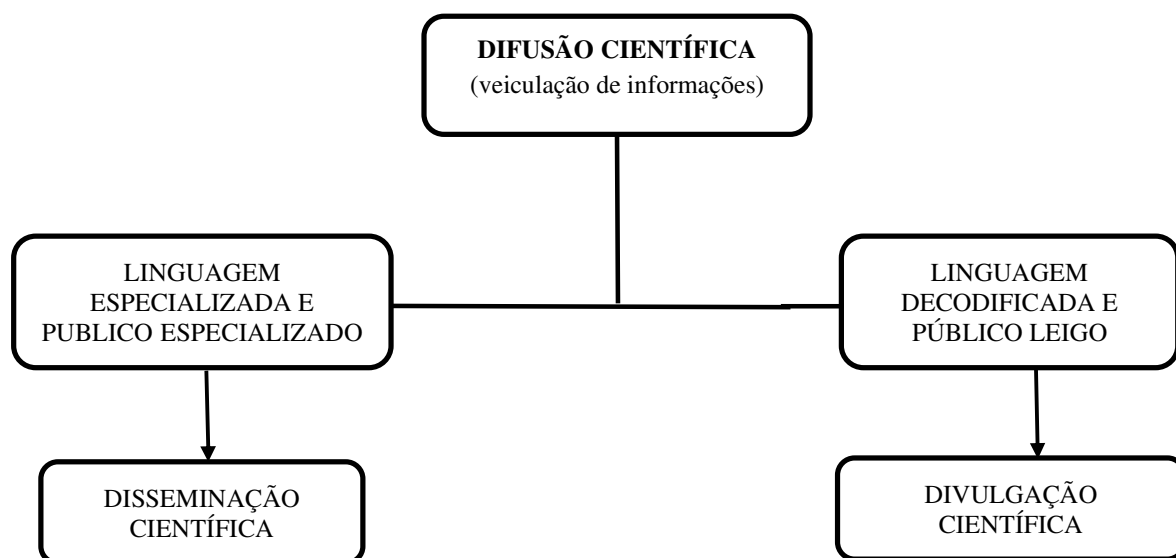 DIFUSÃO CIENTÍFICA
(veiculação de informações)
LINGUAGEM
ESPECIALIZADA E
PUBLICO ESPECIALIZADO
LINGUAGEM
DECODIFICADA E
PÚBLICO LEIGO
DISSEMINAÇÃO
CIENTÍFICA
DIVULGAÇÃO
CIENTÍFICA